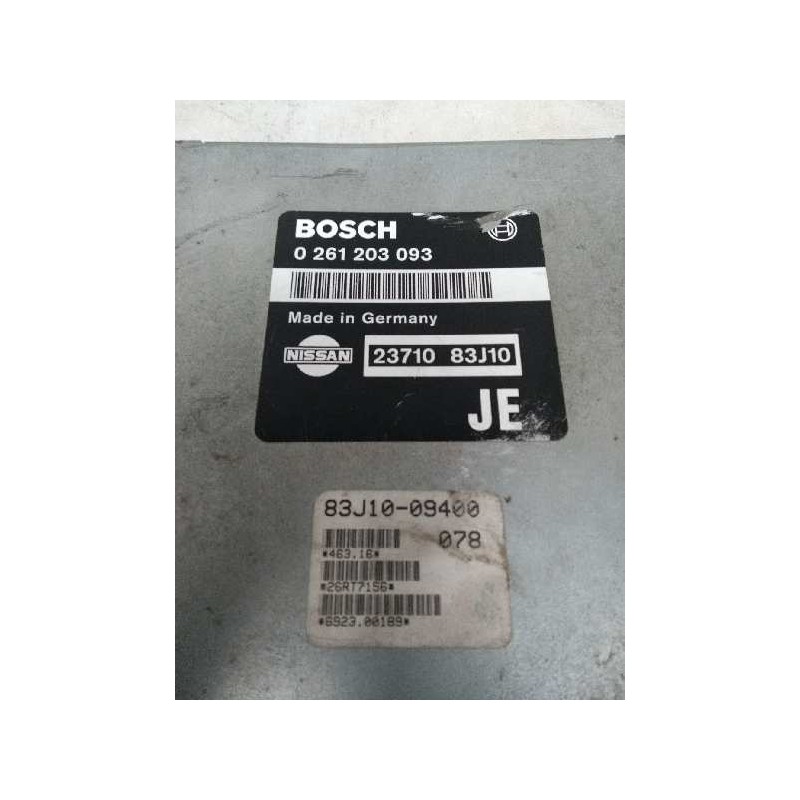 BOSCH
0 261 203 093
Made in Germany
NISSAN 23710 83J10
JE
83J10-09400
078
*463.16*
*26RT7156*
*6923.00189*